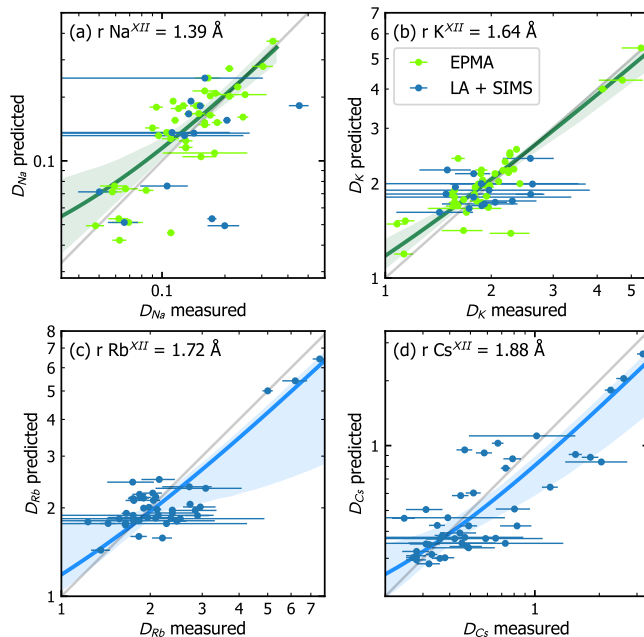 (a) r Na^XII = 1.39 Å
D_Na predicted
0.1
0.1
D_Na measured
(b) r K^XII = 1.64 Å
EPMA
LA + SIMS
D_K predicted
7
6
5
4
3
2
1
1
2
3
4
5
D_K measured
(c) r Rb^XII = 1.72 Å
D_Rb predicted
8
7
6
5
4
3
2
1
1
2
3
4
5
6
7
D_Rb measured
(d) r Cs^XII = 1.88 Å
D_Cs predicted
1
1
D_Cs measured